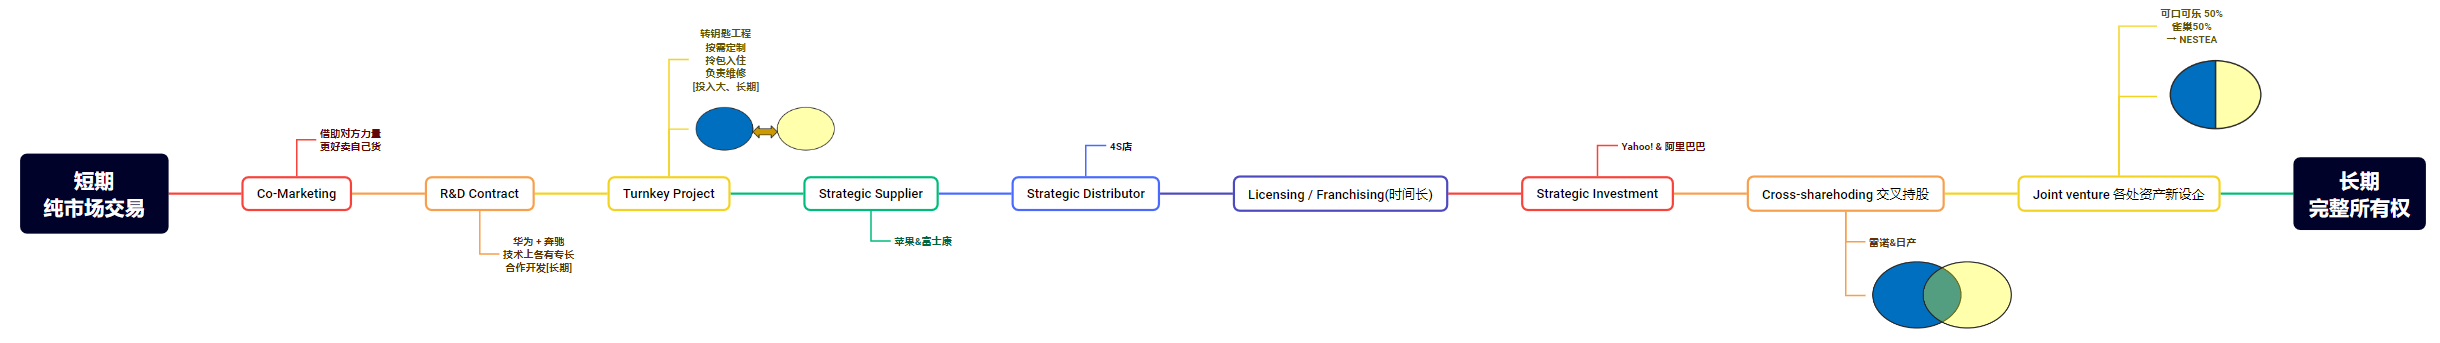 短期
纯市场交易
Co-Marketing
借助对方力量
更好卖自己货
R&D Contract
华为 + 奔驰
技术上各有专长
合作开发[长期]
Turnkey Project
转钥匙工程
按需定制
拎包入住
负责维修
[投入大、长期]
Strategic Supplier
苹果&富士康
Strategic Distributor
4S店
Licensing / Franchising(时间长)
Strategic Investment
Yahoo! & 阿里巴巴
Cross-sharehoding 交叉持股
雷诺&日产
Joint venture 各处资产新设企
可口可乐 50%
雀巢50%
→ NESTEA
长期
完整所有权